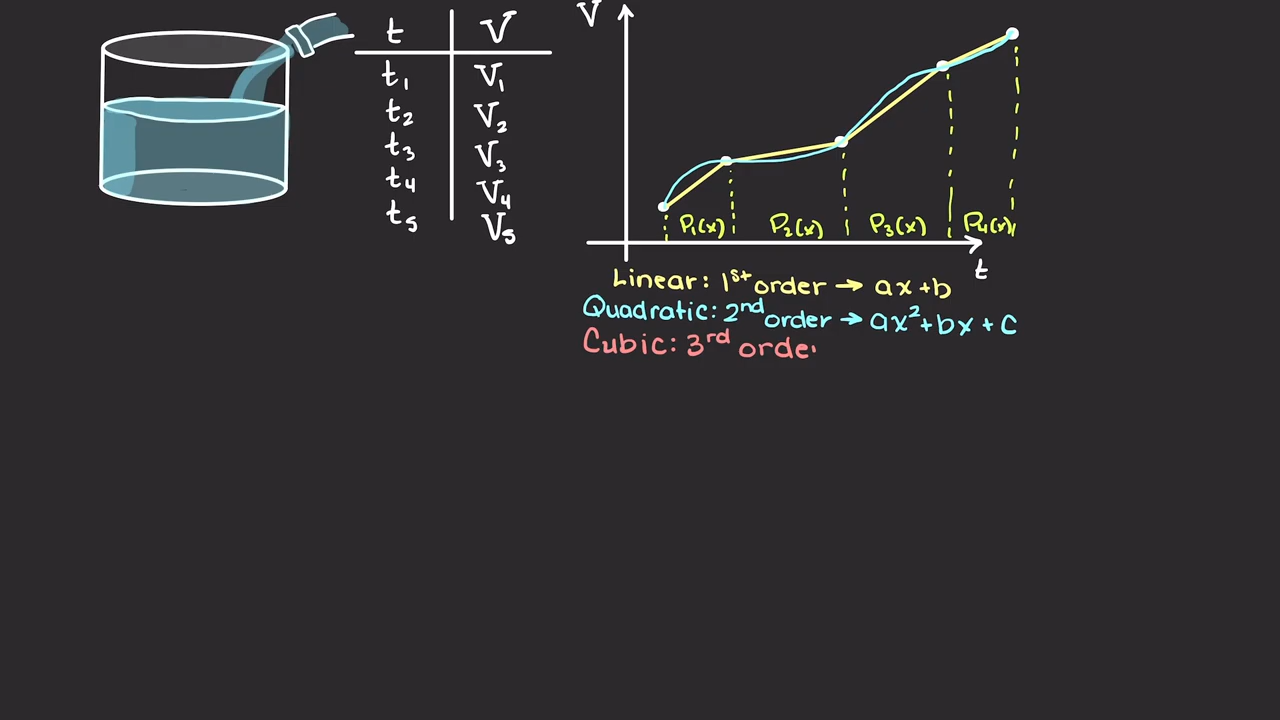 t V
t₁ V₁
t₂ V₂
t₃ V₃
t₄ V₄
t₅ V₅
V
P₁(x) P₂(x) P₃(x) P₄(x)
t
Linear: 1ˢᵗ order → ax+b
Quadratic: 2ⁿᵈ order → ax²+bx+c
Cubic: 3ʳᵈ orde